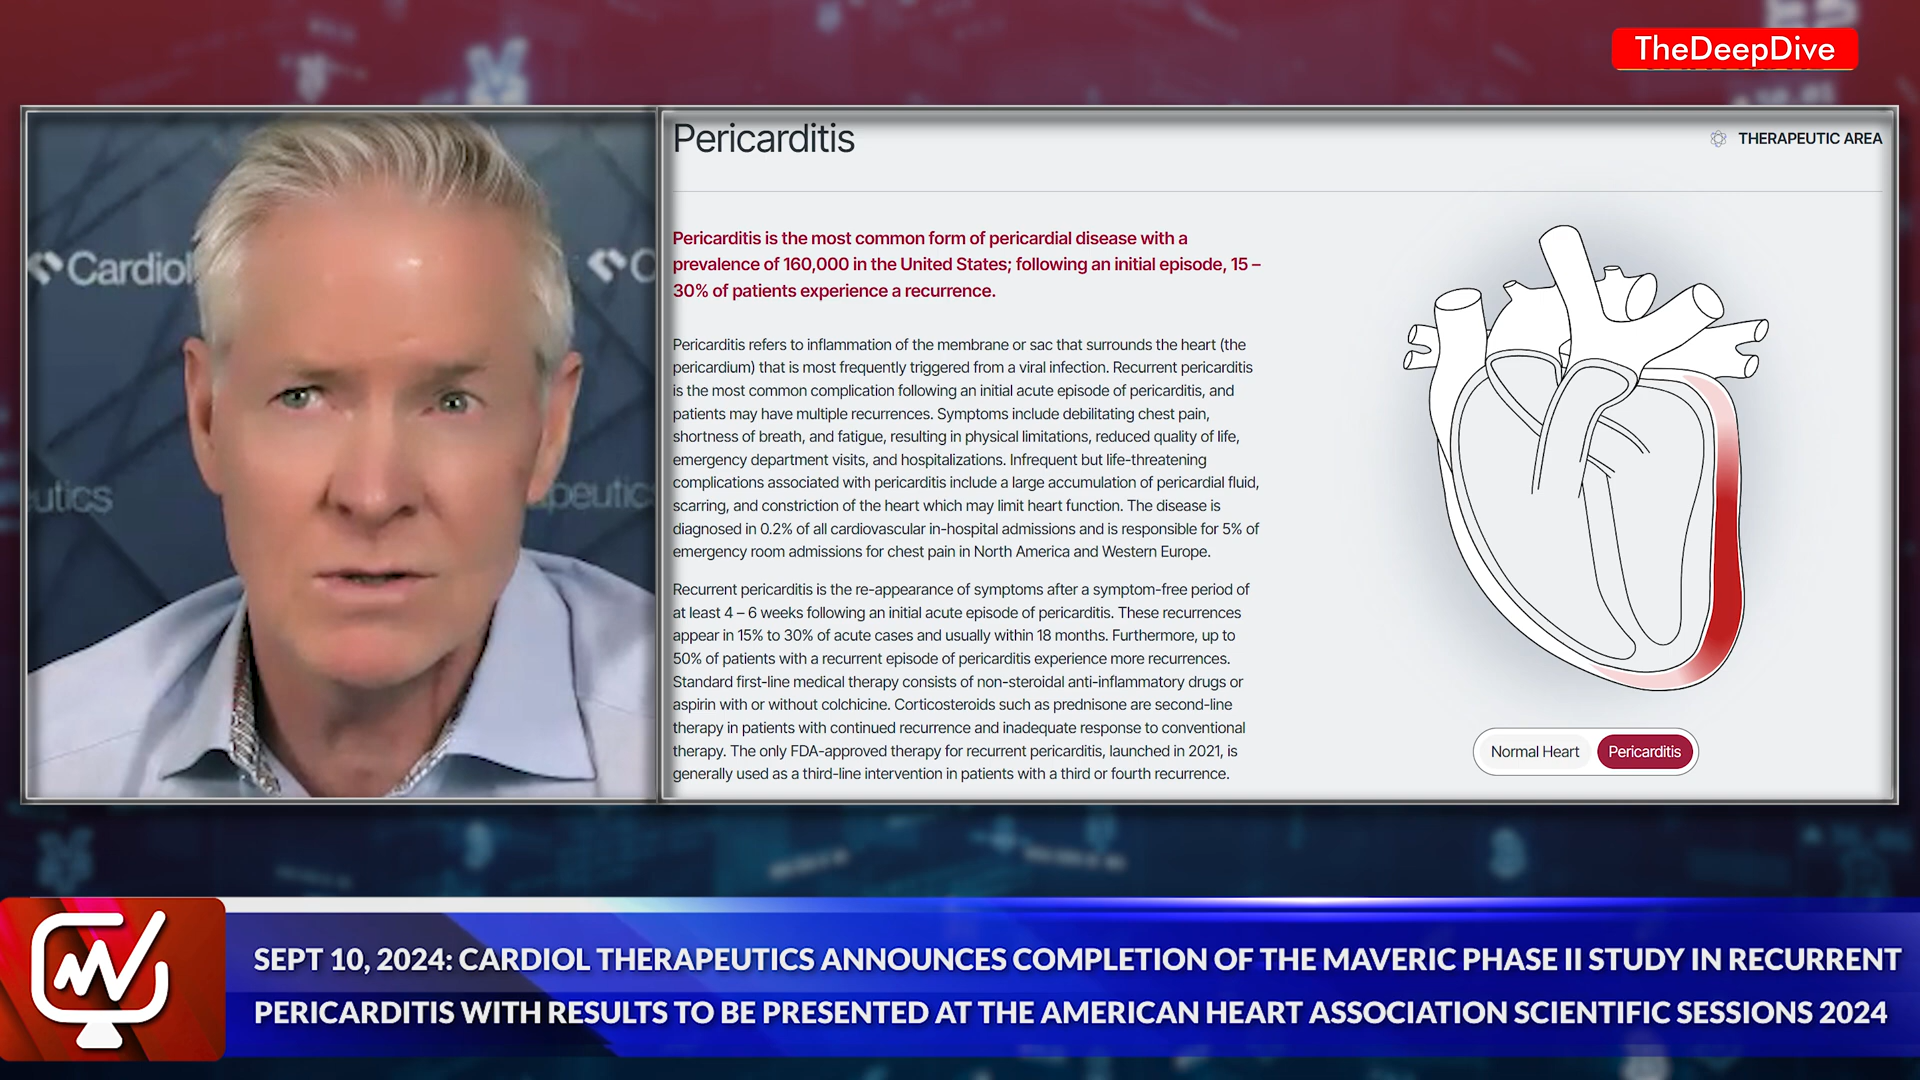 TheDeepDive
Cardiol
C
eutics
peutic
Pericarditis
THERAPEUTIC AREA
Pericarditis is the most common form of pericardial disease with a
prevalence of 160,000 in the United States; following an initial episode, 15 –
30% of patients experience a recurrence.
Pericarditis refers to inflammation of the membrane or sac that surrounds the heart (the
pericardium) that is most frequently triggered from a viral infection. Recurrent pericarditis
is the most common complication following an initial acute episode of pericarditis, and
patients may have multiple recurrences. Symptoms include debilitating chest pain,
shortness of breath, and fatigue, resulting in physical limitations, reduced quality of life,
emergency department visits, and hospitalizations. Infrequent but life-threatening
complications associated with pericarditis include a large accumulation of pericardial fluid,
scarring, and constriction of the heart which may limit heart function. The disease is
diagnosed in 0.2% of all cardiovascular in-hospital admissions and is responsible for 5% of
emergency room admissions for chest pain in North America and Western Europe.
Recurrent pericarditis is the re-appearance of symptoms after a symptom-free period of
at least 4 – 6 weeks following an initial acute episode of pericarditis. These recurrences
appear in 15% to 30% of acute cases and usually within 18 months. Furthermore, up to
50% of patients with a recurrent episode of pericarditis experience more recurrences.
Standard first-line medical therapy consists of non-steroidal anti-inflammatory drugs or
aspirin with or without colchicine. Corticosteroids such as prednisone are second-line
therapy in patients with continued recurrence and inadequate response to conventional
therapy. The only FDA-approved therapy for recurrent pericarditis, launched in 2021, is
generally used as a third-line intervention in patients with a third or fourth recurrence.
Normal Heart
Pericarditis
SEPT 10, 2024: CARDIOL THERAPEUTICS ANNOUNCES COMPLETION OF THE MAVERIC PHASE II STUDY IN RECURRENT
PERICARDITIS WITH RESULTS TO BE PRESENTED AT THE AMERICAN HEART ASSOCIATION SCIENTIFIC SESSIONS 2024